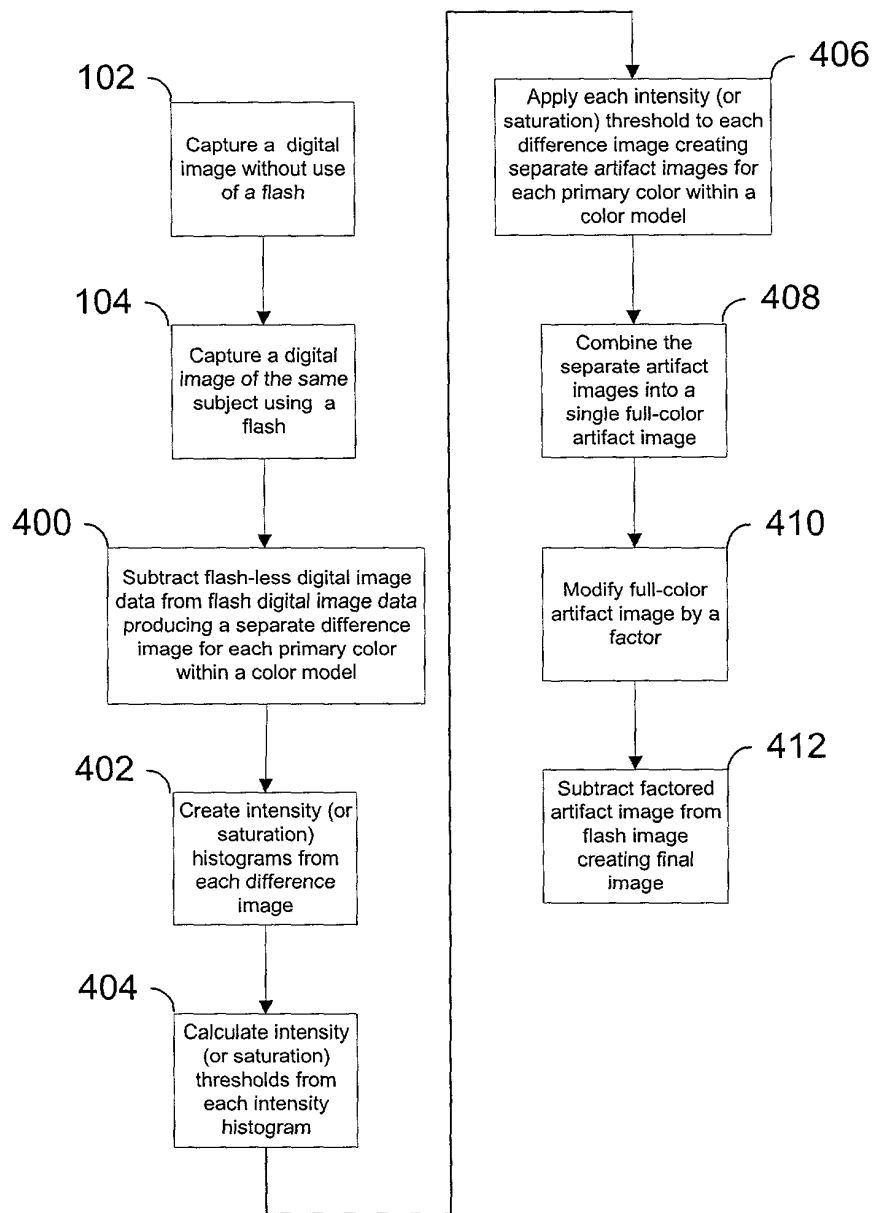 102
Capture a digital
image without use
of a flash
104
Capture a digital
image of the same
subject using a
flash
400
Subtract flash-less digital image
data from flash digital image data
producing a separate difference
image for each primary color
within a color model
402
Create intensity (or
saturation)
histograms from
each difference
image
404
Calculate intensity
(or saturation)
thresholds from
each intensity
histogram
406
Apply each intensity (or
saturation) threshold to each
difference image creating
separate artifact images for
each primary color within a
color model
408
Combine the
separate artifact
images into a
single full-color
artifact image
410
Modify full-color
artifact image by a
factor
412
Subtract factored
artifact image from
flash image
creating final
image